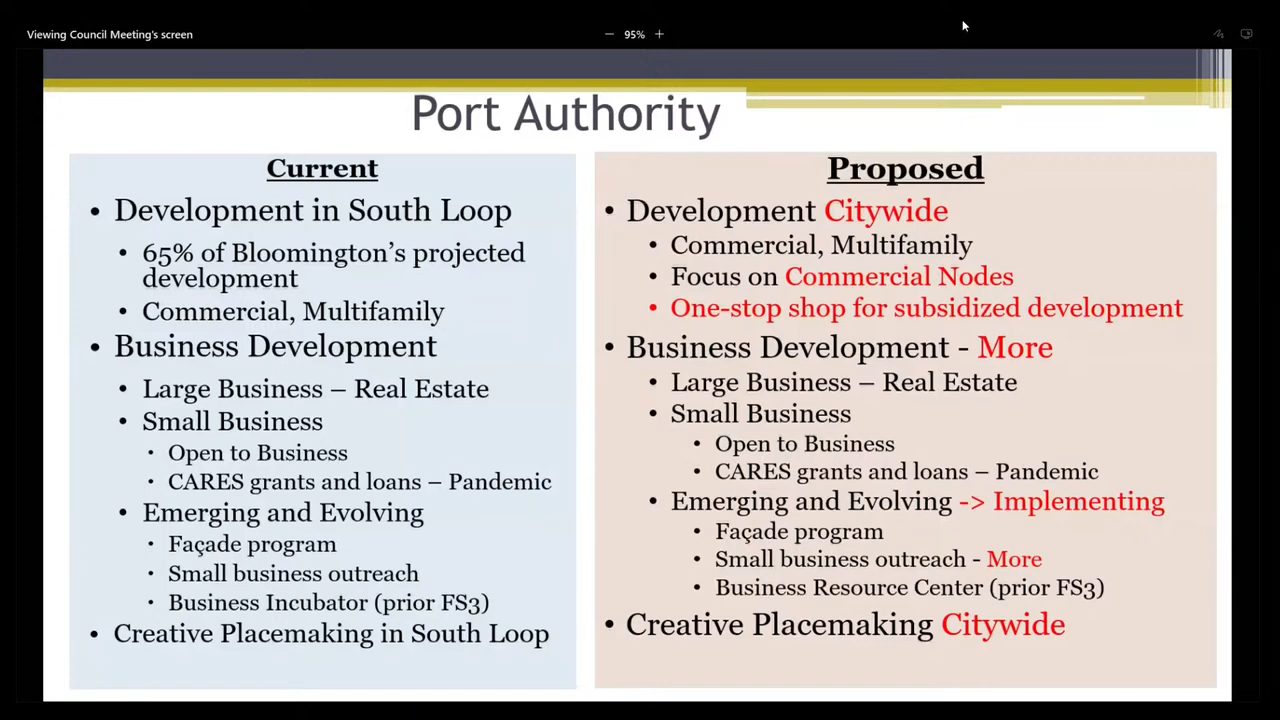 Viewing Council Meeting's screen
— 95% +
Port Authority
Current
• Development in South Loop
• 65% of Bloomington's projected
development
• Commercial, Multifamily
• Business Development
• Large Business – Real Estate
• Small Business
• Open to Business
• CARES grants and loans – Pandemic
• Emerging and Evolving
• Façade program
• Small business outreach
• Business Incubator (prior FS3)
• Creative Placemaking in South Loop
Proposed
• Development Citywide
• Commercial, Multifamily
• Focus on Commercial Nodes
• One-stop shop for subsidized development
• Business Development - More
• Large Business – Real Estate
• Small Business
• Open to Business
• CARES grants and loans – Pandemic
• Emerging and Evolving -> Implementing
• Façade program
• Small business outreach - More
• Business Resource Center (prior FS3)
• Creative Placemaking Citywide